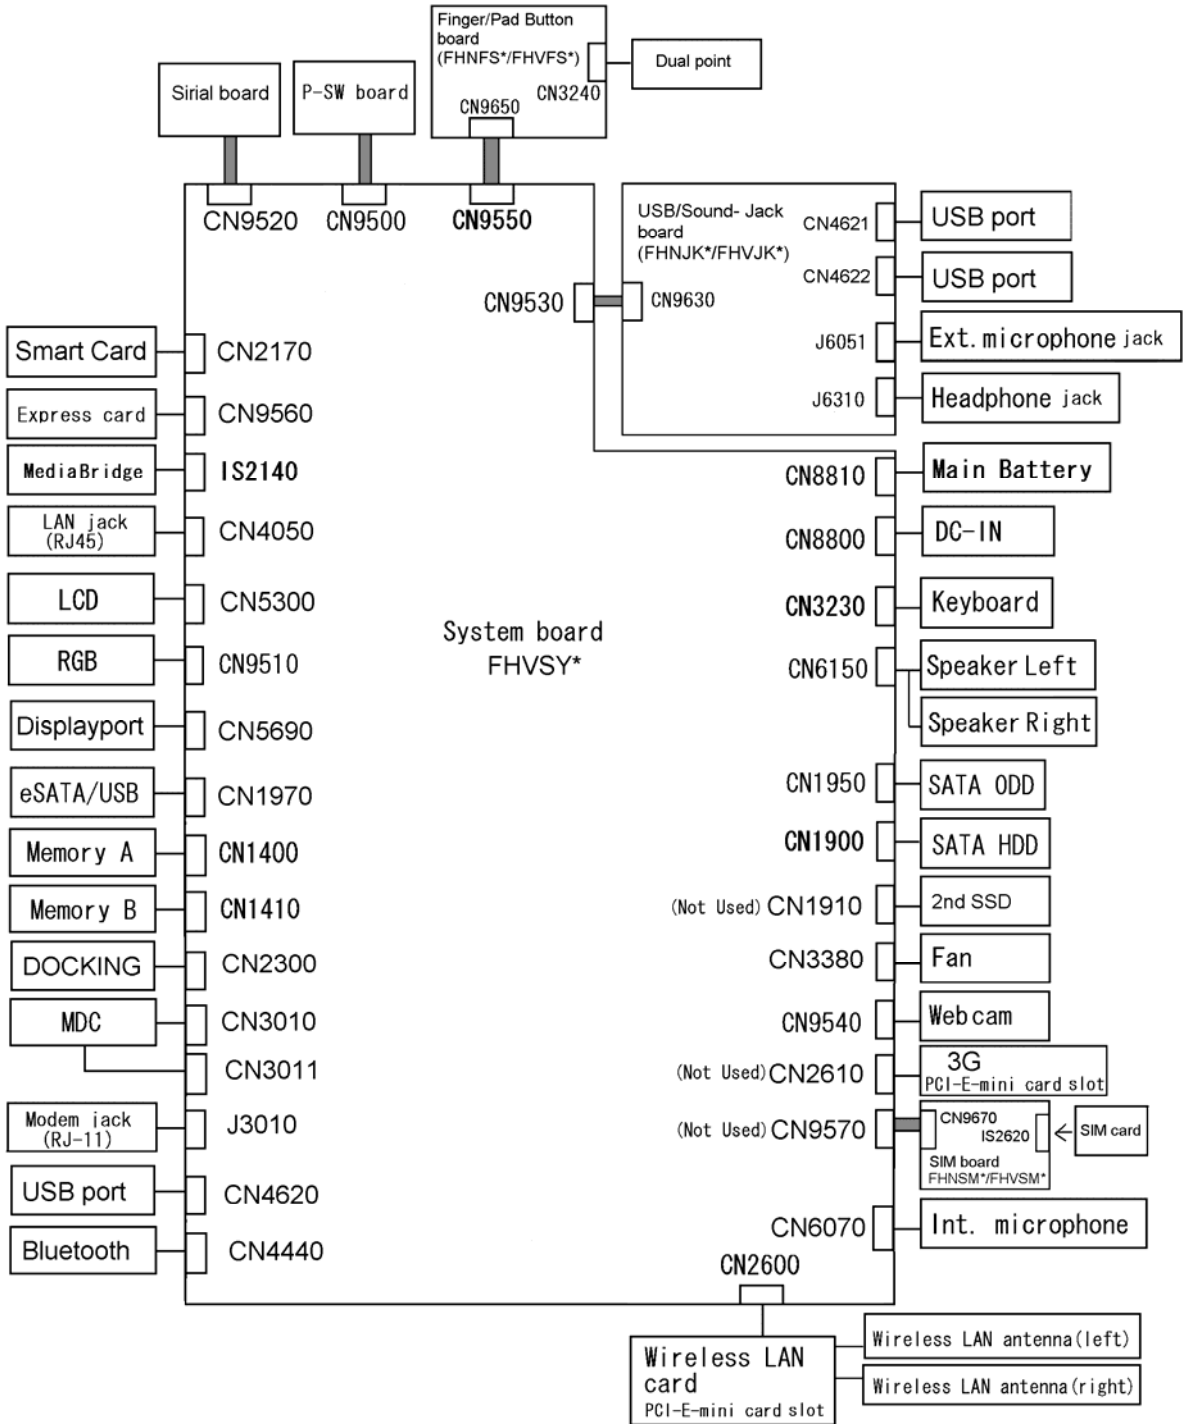 Finger/Pad Button
board
(FHNFS*/FHVFS*)
CN3240
CN9650
Dual point
Sirial board
P-SW board
CN9520
CN9500
CN9550
CN9530
USB/Sound- Jack
board
(FHNJK*/FHVJK*)
CN9630
CN4621
USB port
CN4622
USB port
J6051
Ext. microphone jack
J6310
Headphone jack
Smart Card
CN2170
Express card
CN9560
MediaBridge
IS2140
LAN jack
(RJ45)
CN4050
LCD
CN5300
RGB
CN9510
Displayport
CN5690
eSATA/USB
CN1970
Memory A
CN1400
Memory B
CN1410
DOCKING
CN2300
MDC
CN3010
CN3011
Modem jack
(RJ-11)
J3010
USB port
CN4620
Bluetooth
CN4440
System board
FHVSY*
CN8810
Main Battery
CN8800
DC-IN
CN3230
Keyboard
CN6150
Speaker Left
Speaker Right
CN1950
SATA ODD
CN1900
SATA HDD
(Not Used) CN1910
2nd SSD
CN3380
Fan
CN9540
Web cam
(Not Used) CN2610
3G
PCI-E-mini card slot
(Not Used) CN9570
CN9670
IS2620
SIM board
FHNSM*/FHVSM*
SIM card
CN6070
Int. microphone
CN2600
Wireless LAN
card
PCI-E-mini card slot
Wireless LAN antenna(left)
Wireless LAN antenna(right)